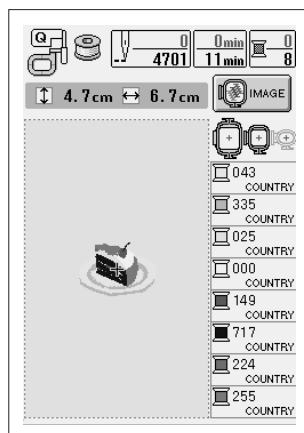 Q
0
4701
0min
11min
0
8
4.7cm
6.7cm
IMAGE
043
COUNTRY
335
COUNTRY
025
COUNTRY
000
COUNTRY
149
COUNTRY
717
COUNTRY
224
COUNTRY
255
COUNTRY